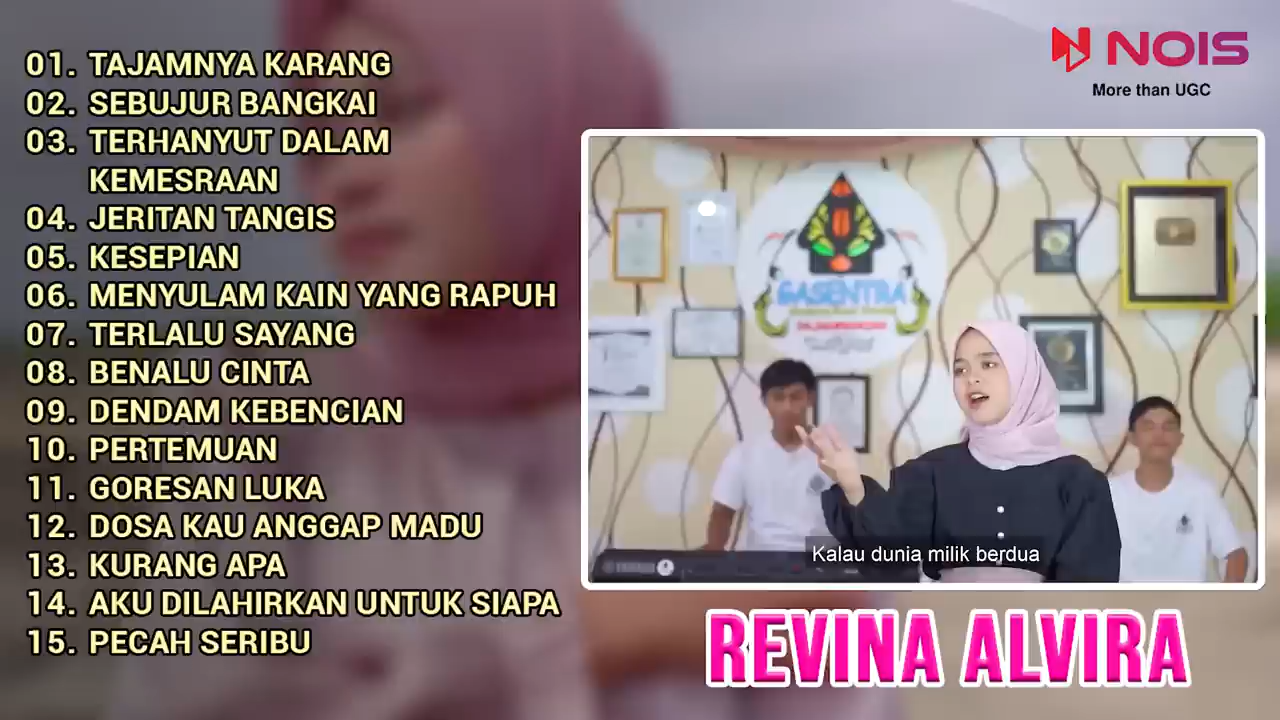 01. TAJAMNYA KARANG
02. SEBUJUR BANGKAI
03. TERHANYUT DALAM
KEMESRAAN
04. JERITAN TANGIS
05. KESEPIAN
06. MENYULAM KAIN YANG RAPUH
07. TERLALU SAYANG
08. BENALU CINTA
09. DENDAM KEBENCIAN
10. PERTEMUAN
11. GORESAN LUKA
12. DOSA KAU ANGGAP MADU
13. KURANG APA
14. AKU DILAHIRKAN UNTUK SIAPA
15. PECAH SERIBU
NOIS
More than UGC
GASENTRA
Kalau dunia milik berdua
REVINA ALVIRA